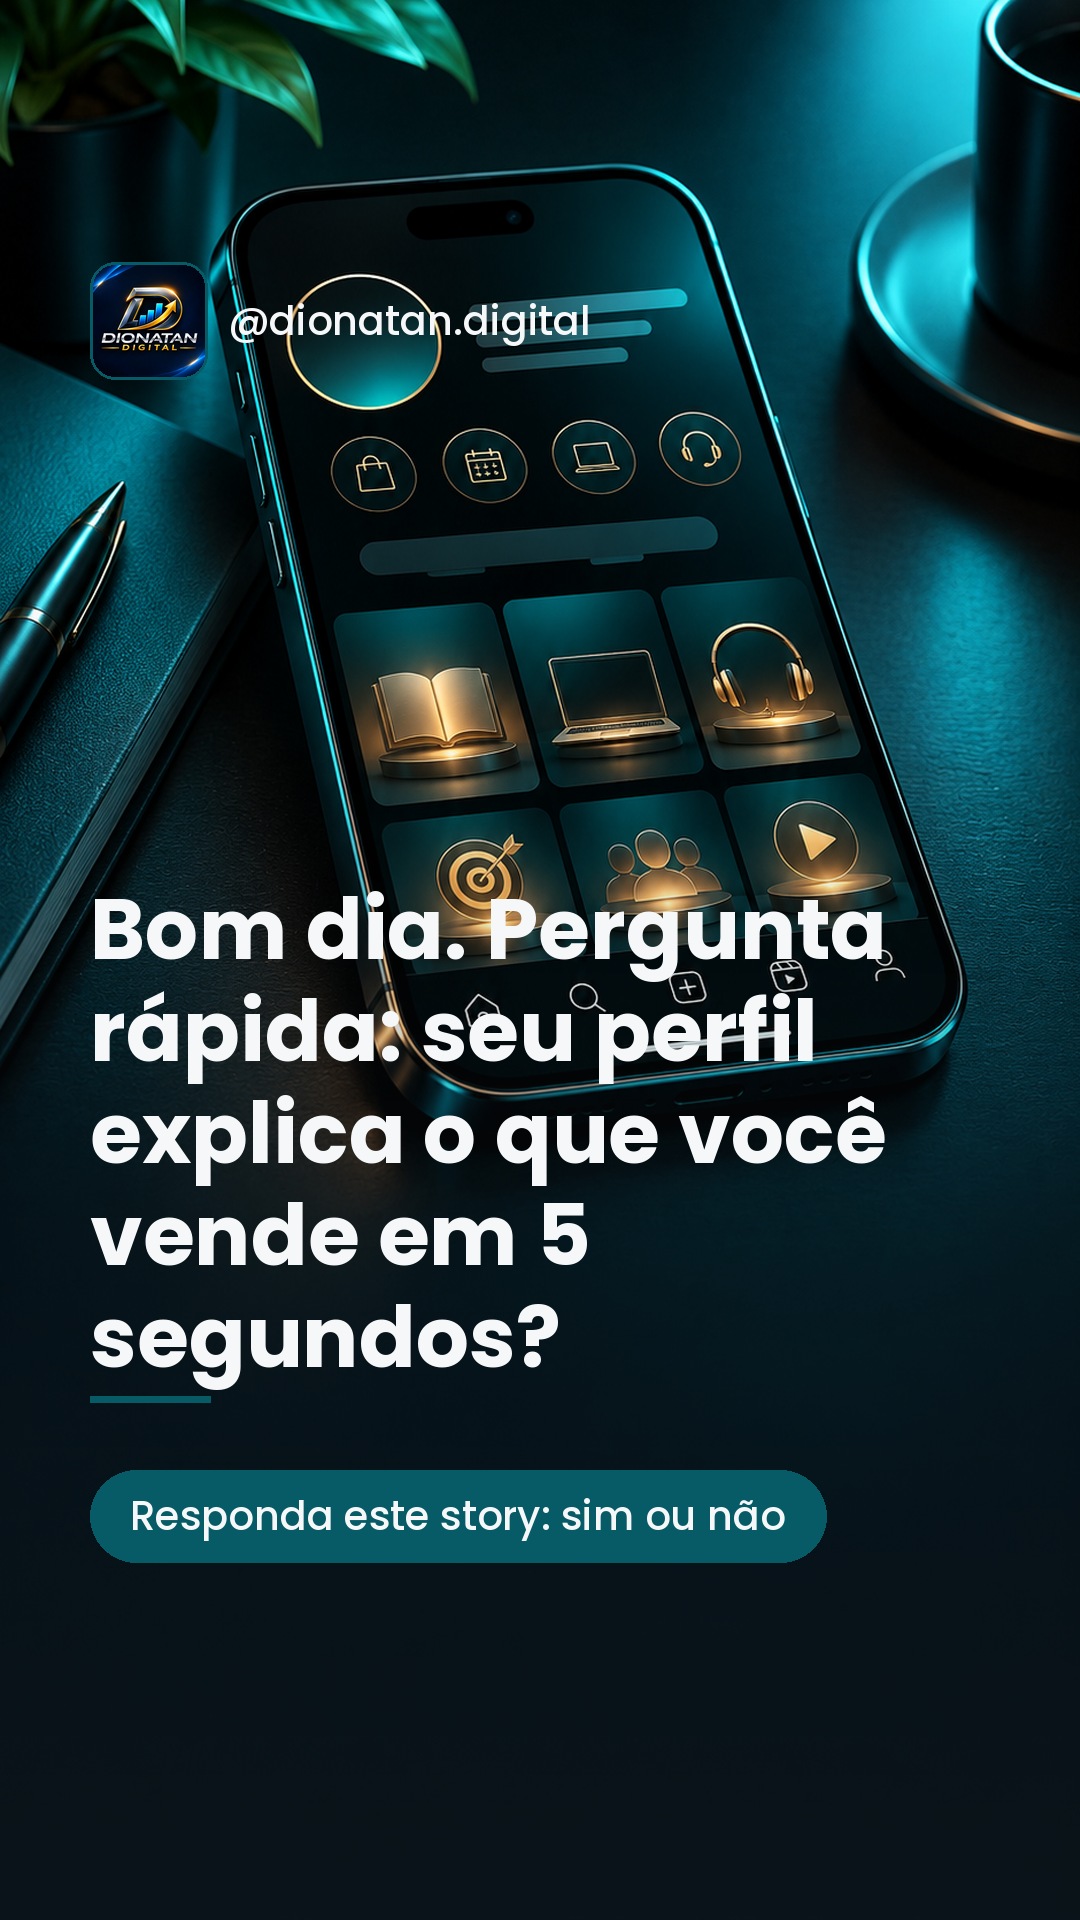 DIONATAN
DIGITAL
@dionatan.digital
Bom dia. Pergunta
rápida: seu perfil
explica o que você
vende em 5
segundos?
Responda este story: sim ou não